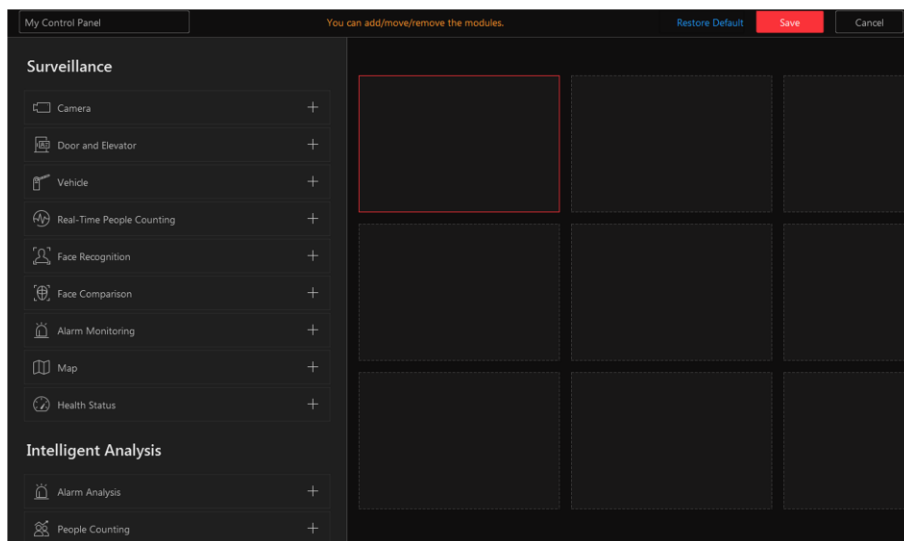 My Control Panel
You can add/move/remove the modules.
Restore Default
Save
Cancel
Surveillance
Camera
Door and Elevator
Vehicle
Real-Time People Counting
Face Recognition
Face Comparison
Alarm Monitoring
Map
Health Status
Intelligent Analysis
Alarm Analysis
People Counting